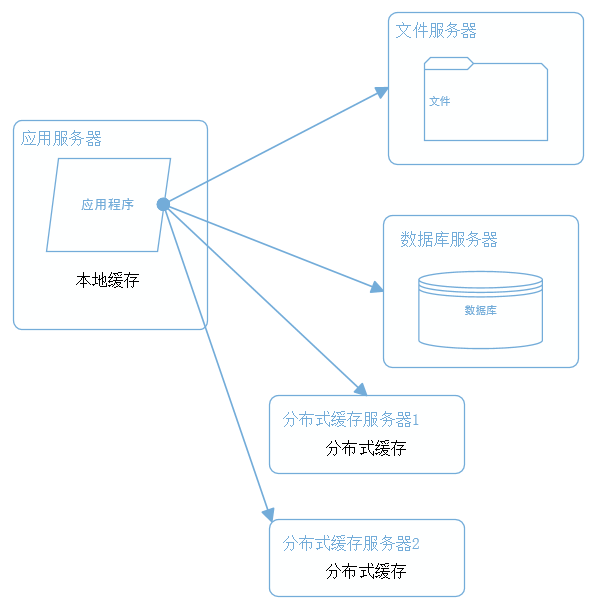 文件服务器
文件
应用服务器
应用程序
本地缓存
数据库服务器
数据库
分布式缓存服务器1
分布式缓存
分布式缓存服务器2
分布式缓存